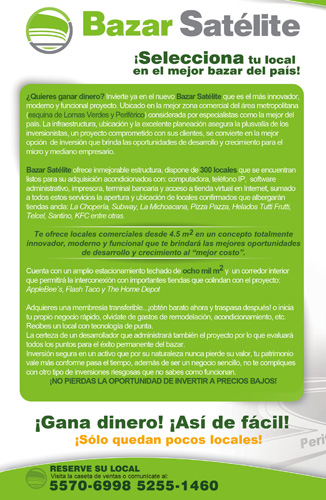 Bazar Satélite
¡Selecciona tu local
en el mejor bazar del país!
¿Quieres ganar dinero? Invierte ya en el nuevo Bazar Satélite que es el más innovador,
moderno y funcional proyecto. Ubicado en la mejor zona comercial del área metropolitana
(esquina de Lomas Verdes y Periférico) considerada por especialistas como la mejor del
país. La infraestructura, ubicación y la excelente planeación asegura la plusvalía de los
inversionistas, un proyecto comprometido con sus clientes, se convierte en la mejor
opción de inversión que brinda las oportunidades de desarrollo y crecimiento para el
micro y mediano empresario.
Bazar Satélite ofrece inmejorable estructura, dispone de 300 locales que se encuentran
listos para su adquisición acondicionados con: computadora, teléfono IP, software
administrativo, impresora, terminal bancaria y acceso a tienda virtual en Internet, sumado
a todos estos servicios la apertura y ubicación de locales confirmados que albergarán
tiendas anda: La Chopería, Subway, La Michoacana, Pizza Pazza, Helados Tutti Frutti,
Telcel, Santino, KFC entre otras.
Te ofrece locales comerciales desde 4.5 m² en un concepto totalmente
innovador, moderno y funcional que te brindará las mejores oportunidades
de desarrollo y crecimiento al "mejor costo".
Cuenta con un amplio estacionamiento techado de ocho mil m² y un corredor interior
que permitirá la interconexión con importantes tiendas que colindan con el proyecto:
AppleBee´s, Flash Taco y The Home Depot
Adquieres una membresía transferible...¡obtén barato ahora y traspasa después! o inicia
tu propio negocio rápido, olvídate de gastos de remodelación, acondicionamiento, etc.
Recibes un local con tecnología de punta.
La certeza de un desarrollador que administrará también el proyecto por lo que evaluará
todos los puntos para el éxito permanente del bazar.
Inversión segura en un activo que por su naturaleza nunca pierde su valor, tu patrimonio
vale más conforme pasa el tiempo, además de ser un negocio sencillo, no te compliques
con otro tipo de inversiones riesgosas que no sabes como funcionan.
¡NO PIERDAS LA OPORTUNIDAD DE INVERTIR A PRECIOS BAJOS!
¡Gana dinero! ¡Así de fácil!
¡Sólo quedan pocos locales!
Peri
RESERVE SU LOCAL
Visita la caseta de ventas o comunícate al:
5570-6998 5255-1460